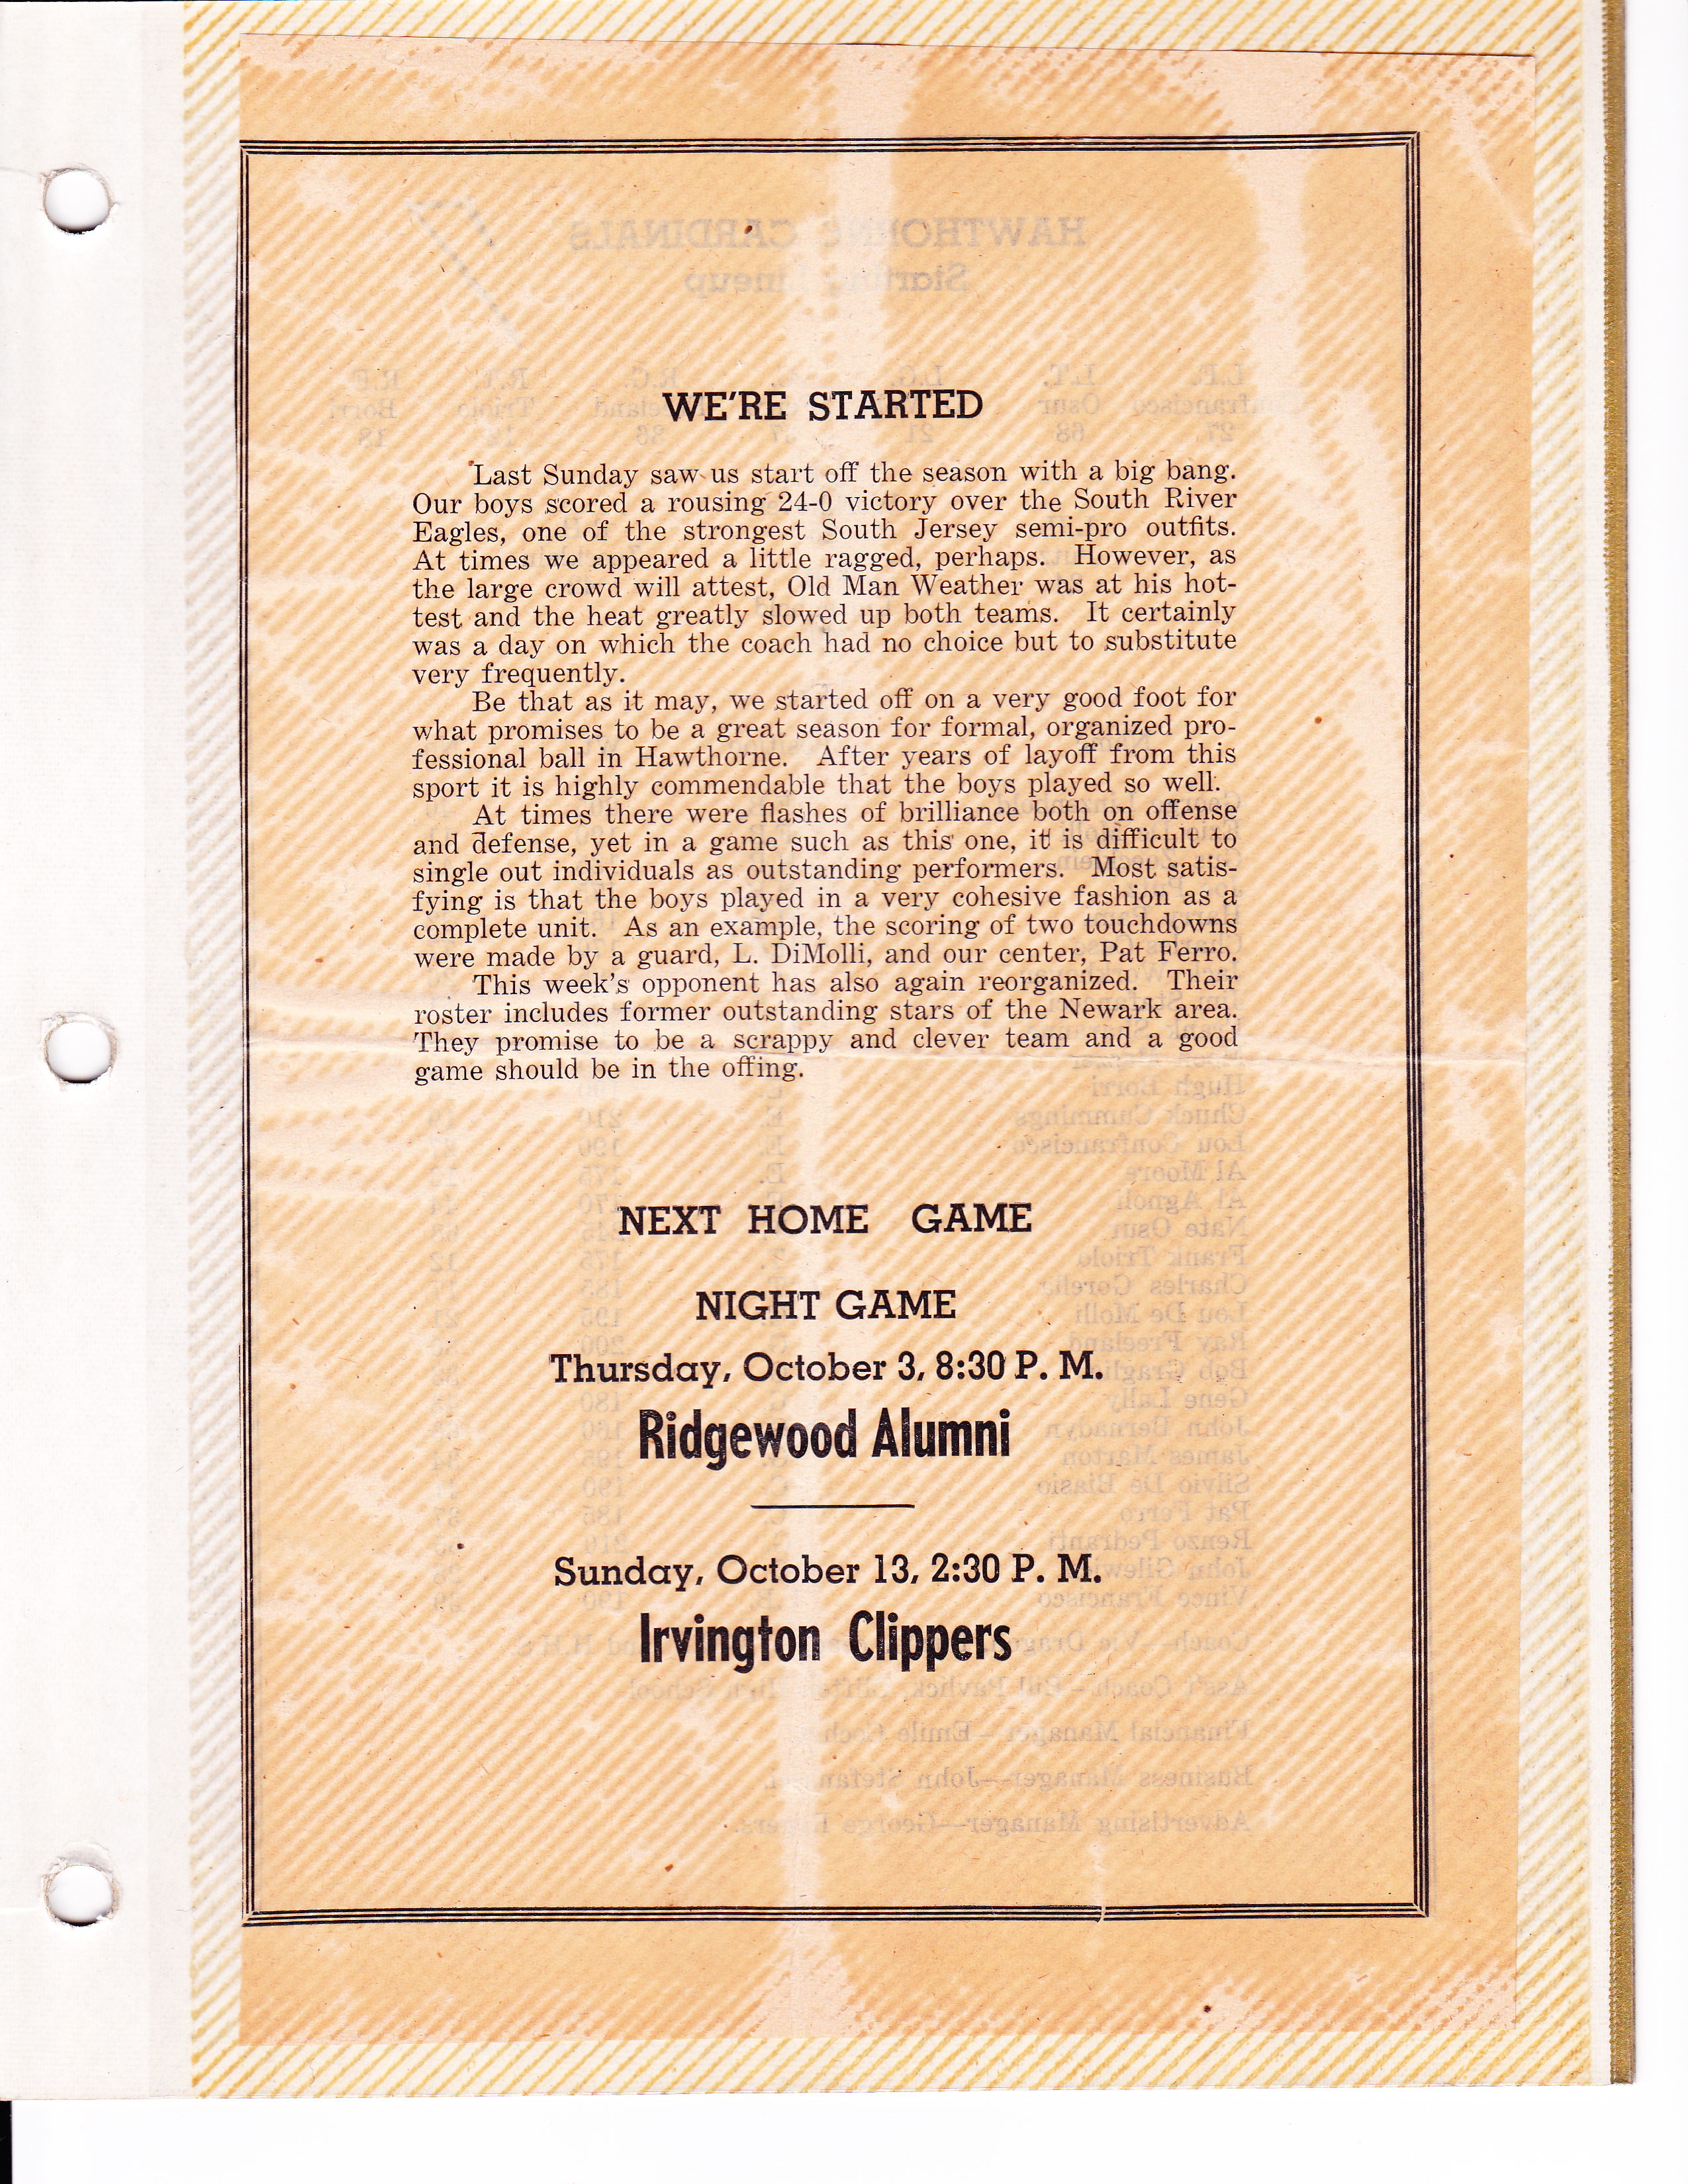 WE'RE STARTED
Last Sunday saw us start off the season with a big bang.
Our boys scored a rousing 24-0 victory over the South River
Eagles, one of the strongest South Jersey semi-pro outfits.
At times we appeared a little ragged, perhaps. However, as
the large crowd will attest, Old Man Weather was at his hot-
test and the heat greatly slowed up both teams. It certainly
was a day on which the coach had no choice but to substitute
very frequently.
Be that as it may, we started off on a very good foot for
what promises to be a great season for formal, organized pro-
fessional ball in Hawthorne. After years of layoff from this
sport it is highly commendable that the boys played so well.
At times there were flashes of brilliance both on offense
and defense, yet in a game such as this one, it is difficult to
single out individuals as outstanding performers. Most satis-
fying is that the boys played in a very cohesive fashion as a
complete unit. As an example, the scoring of two touchdowns
were made by a guard, L. DiMolli, and our center, Pat Ferro.
This week's opponent has also again reorganized. Their
roster includes former outstanding stars of the Newark area.
They promise to be a scrappy and clever team and a good
game should be in the offing.
NEXT HOME GAME
NIGHT GAME
Thursday, October 3, 8:30 P. M.
Ridgewood Alumni
Sunday, October 13, 2:30 P. M.
Irvington Clippers